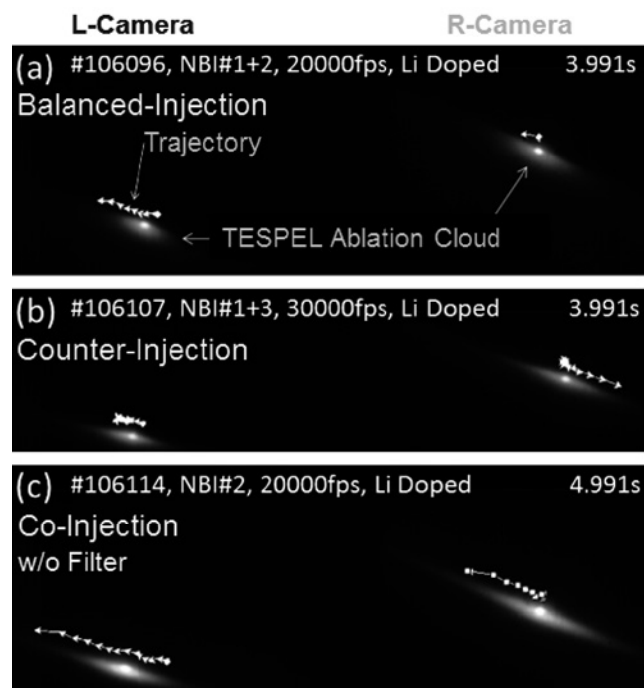 L-Camera R-Camera
(a) #106096, NBI#1+2, 20000fps, Li Doped 3.991s
Balanced-Injection
Trajectory
TESPEL Ablation Cloud
(b) #106107, NBI#1+3, 30000fps, Li Doped 3.991s
Counter-Injection
(c) #106114, NBI#2, 20000fps, Li Doped 4.991s
Co-Injection
w/o Filter